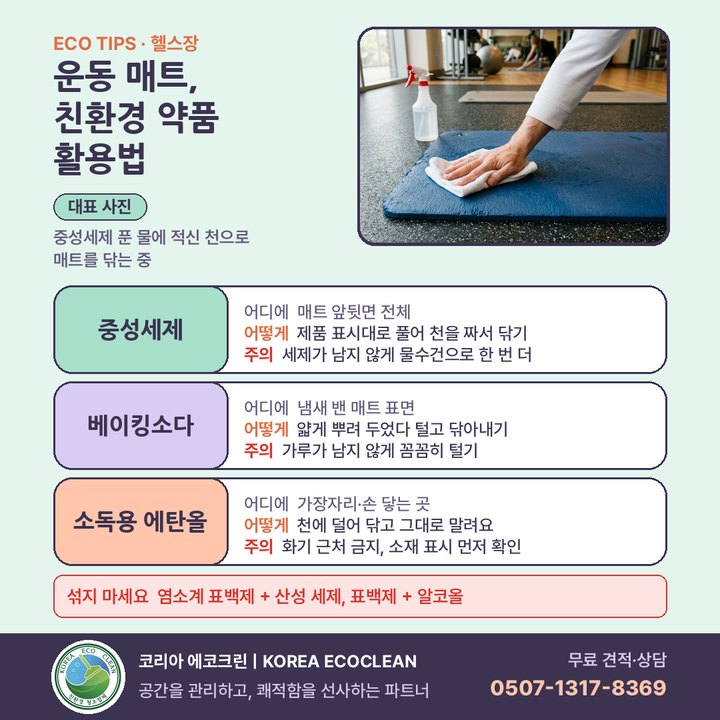 ECO TIPS · 헬스장
운동 매트,
친환경 약품
활용법
대표 사진
중성세제 푼 물에 적신 천으로
매트를 닦는 중
중성세제
어디에 매트 앞뒷면 전체
어떻게 제품 표시대로 풀어 천을 짜서 닦기
주의 세제가 남지 않게 물수건으로 한 번 더
베이킹소다
어디에 냄새 밴 매트 표면
어떻게 얇게 뿌려 두었다 털고 닦아내기
주의 가루가 남지 않게 꼼꼼히 털기
소독용 에탄올
어디에 가장자리·손 닿는 곳
어떻게 천에 덜어 닦고 그대로 말려요
주의 화기 근처 금지, 소재 표시 먼저 확인
섞지 마세요 염소계 표백제 + 산성 세제, 표백제 + 알코올
KOREA ECO CLEAN
친환경 청소업체
코리아 에코크린 | KOREA ECOCLEAN
공간을 관리하고, 쾌적함을 선사하는 파트너
무료 견적·상담
0507-1317-8369